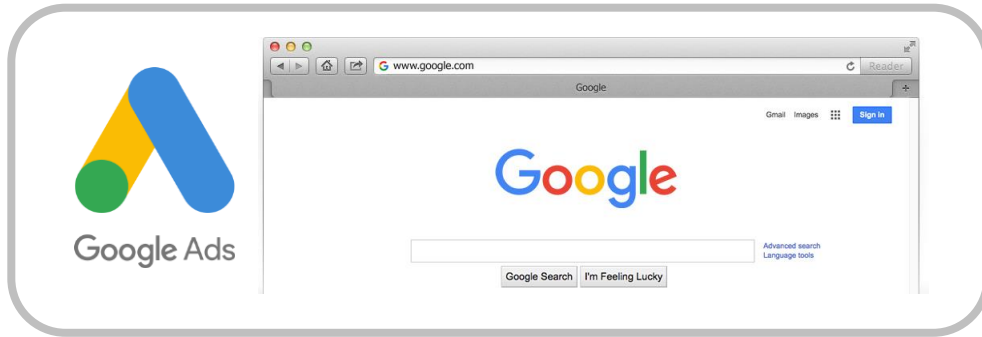 Google Ads
www.google.com
Reader
Google
Gmail Images Sign in
Google
Advanced search
Language tools
Google Search I'm Feeling Lucky